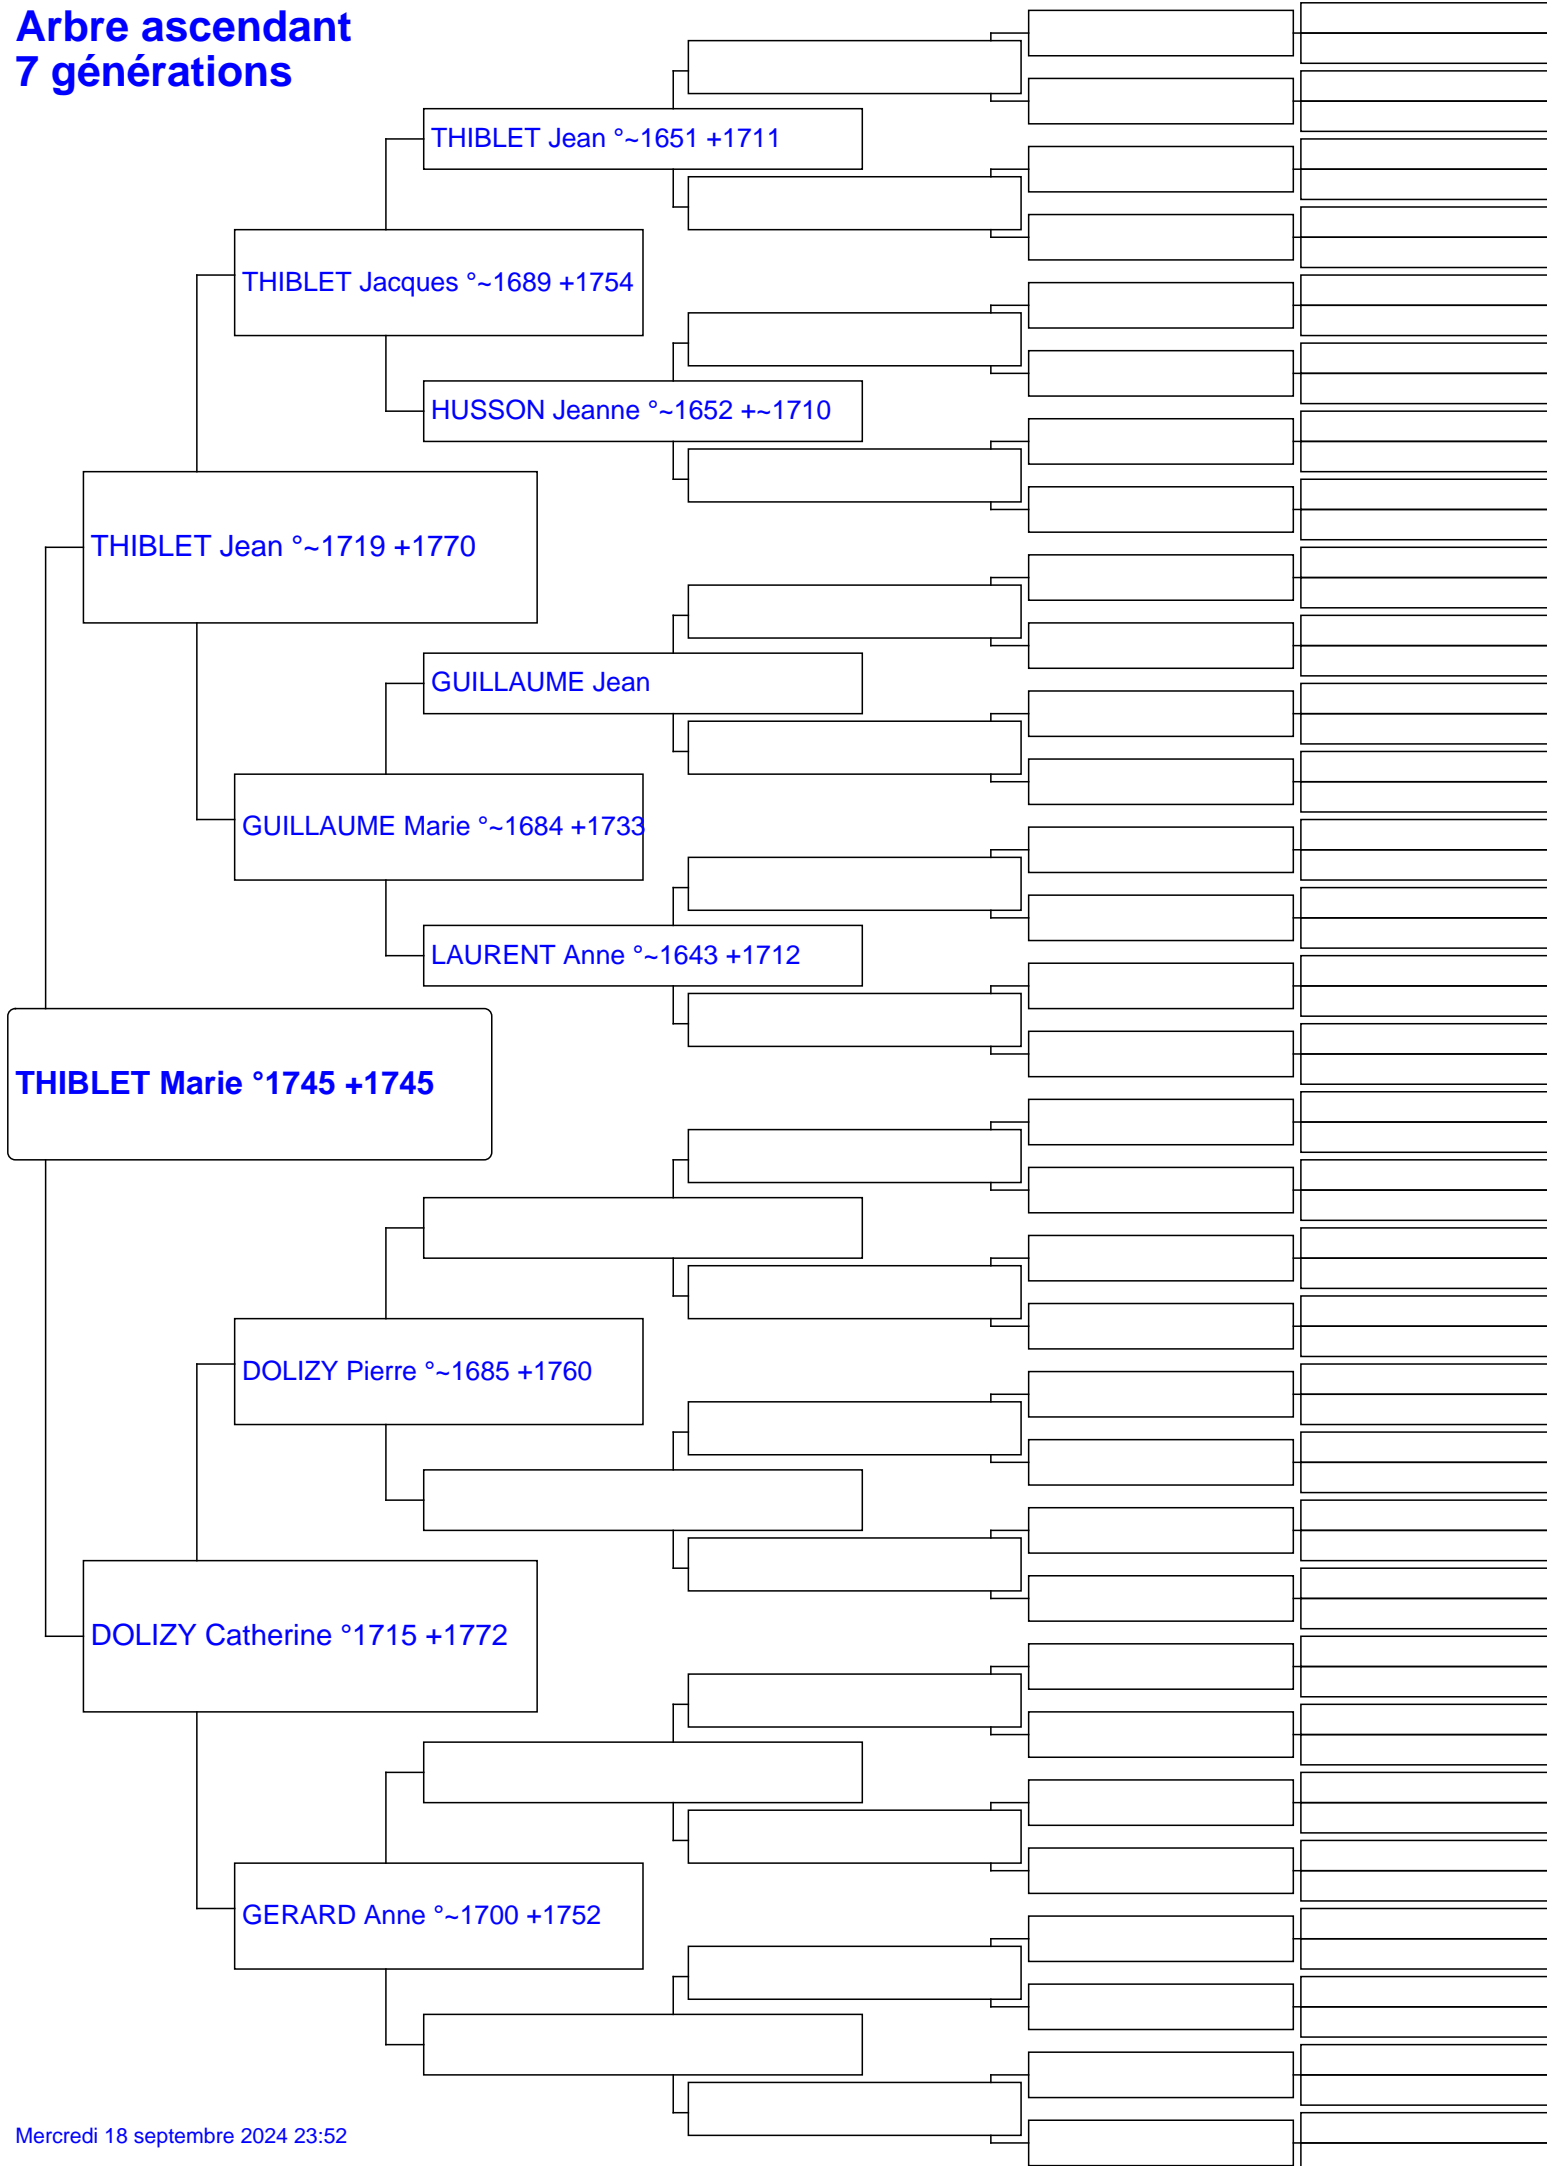 Arbre ascendant
7 générations
THIBLET Jean °~1651 +1711
THIBLET Jacques °~1689 +1754
HUSSON Jeanne °~1652 +~1710
THIBLET Jean °~1719 +1770
GUILLAUME Jean
GUILLAUME Marie °~1684 +1733
LAURENT Anne °~1643 +1712
THIBLET Marie °1745 +1745
DOLIZY Pierre °~1685 +1760
DOLIZY Catherine °1715 +1772
GERARD Anne °~1700 +1752
Mercredi 18 septembre 2024 23:52